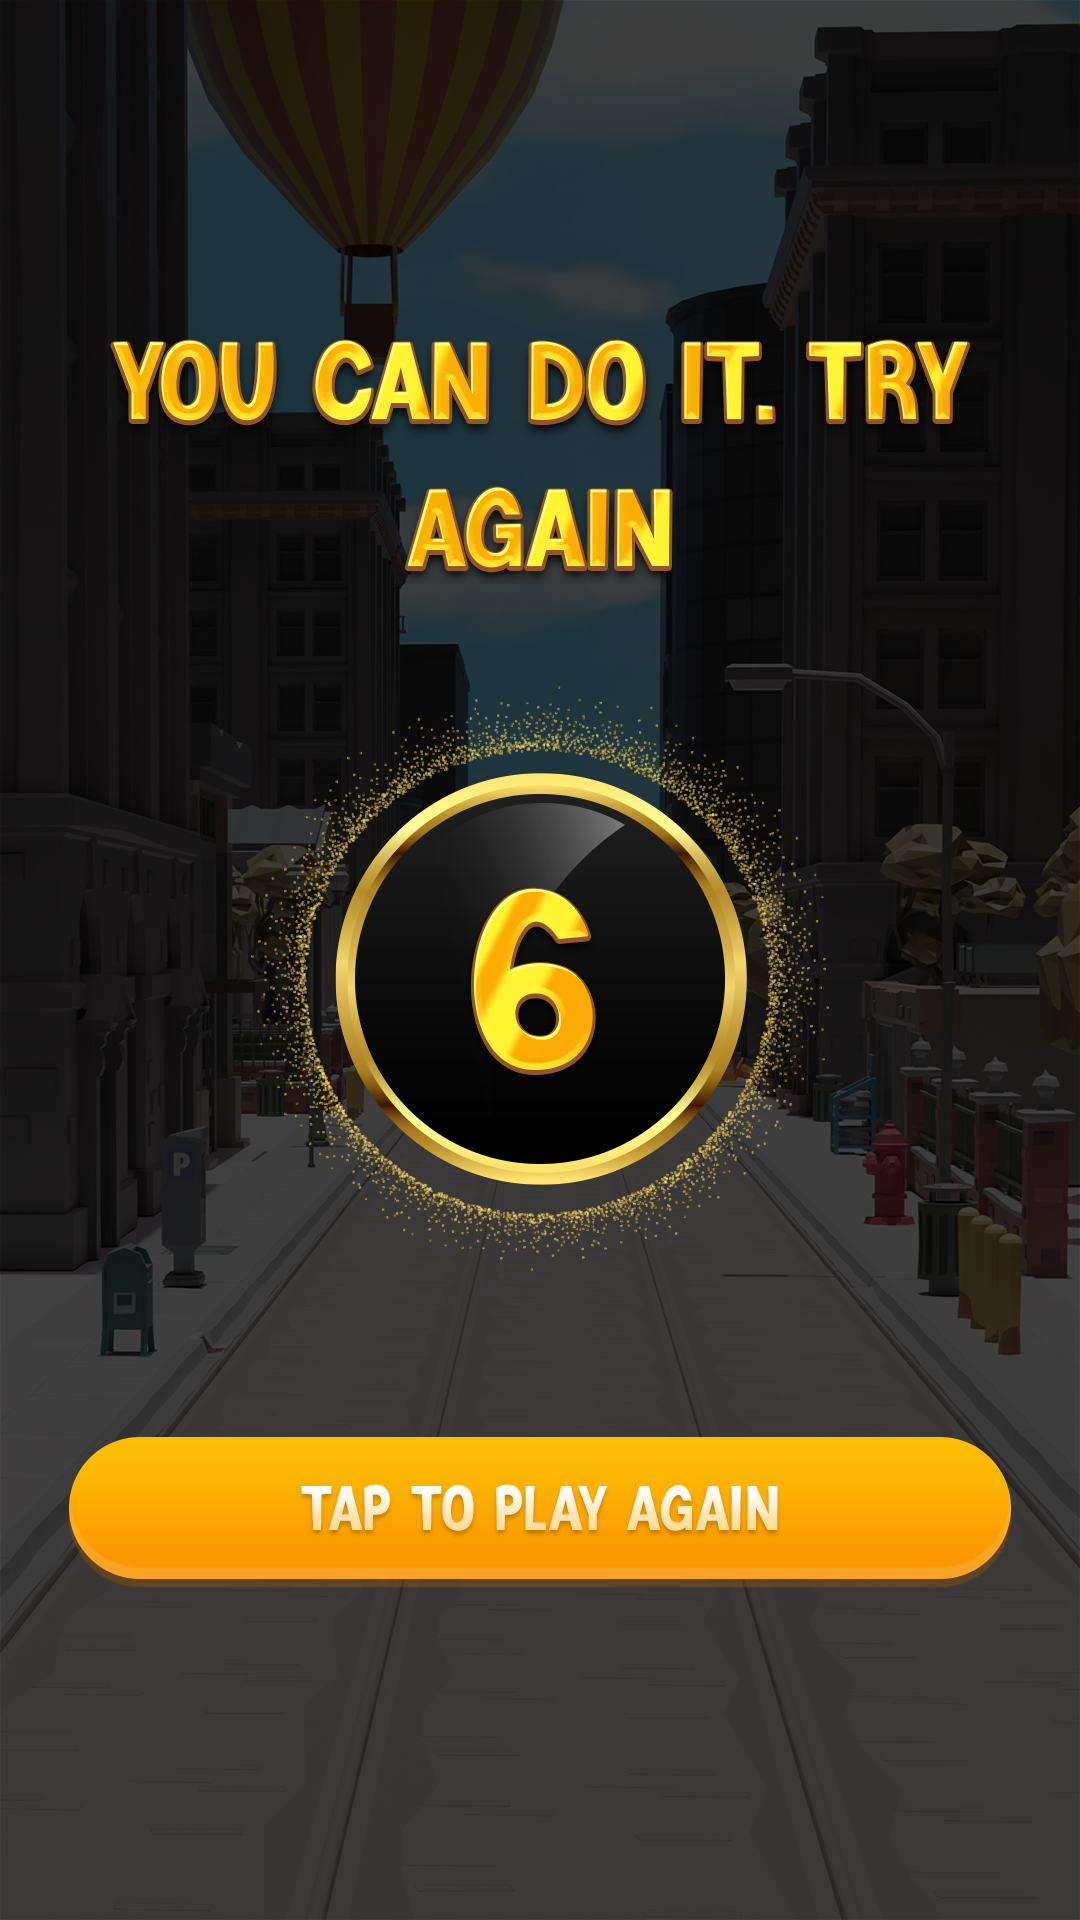 YOU CAN DO IT. TRY
AGAIN
6
P
TAP TO PLAY AGAIN